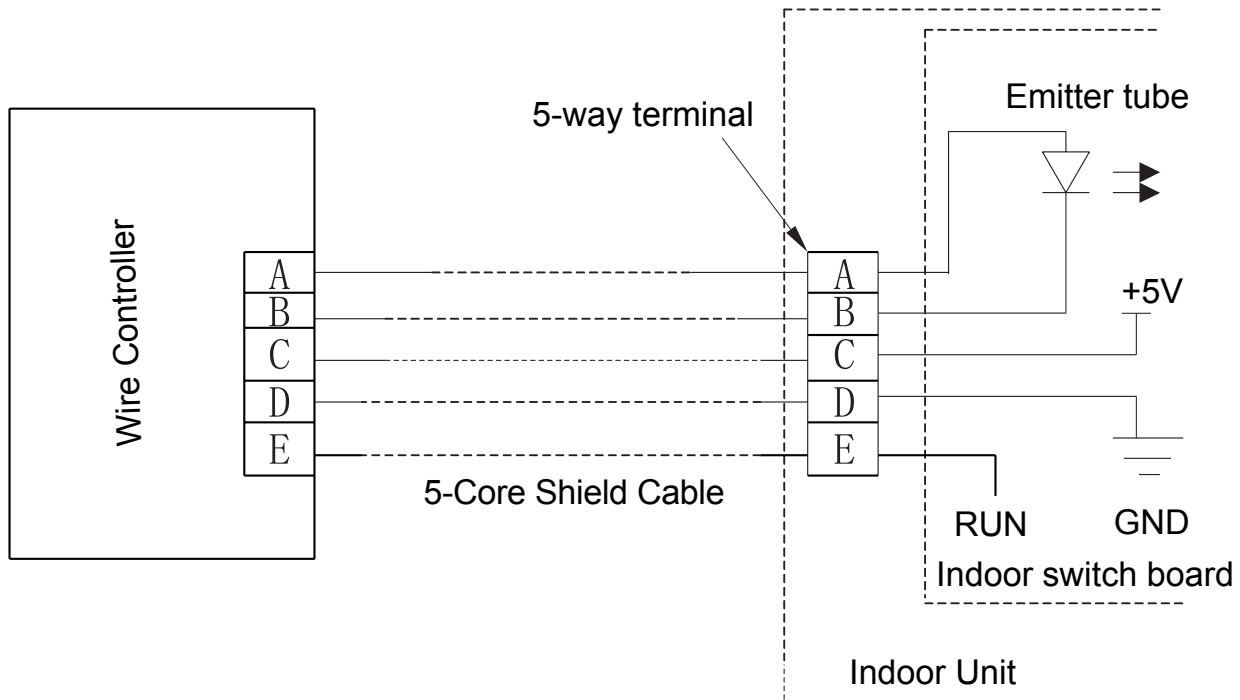 Emitter tube
5-way terminal
Wire Controller
A
B
C
D
E
A
B
C
D
E
+5V
5-Core Shield Cable
RUN
GND
Indoor switch board
Indoor Unit